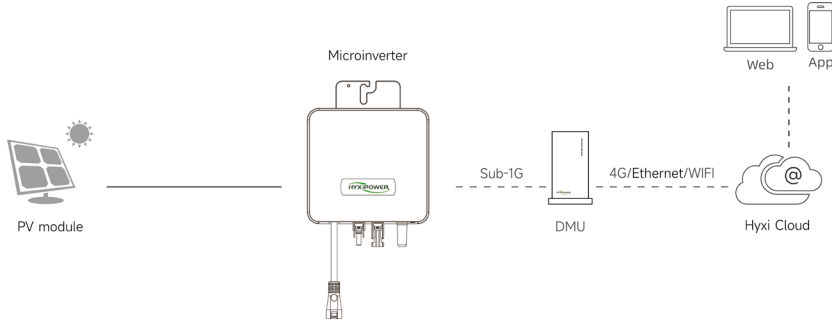 Microinverter
Web
App
HYXIPOWER
Sub-1G
4G/Ethernet/WIFI
@
PV module
DMU
Hyxi Cloud